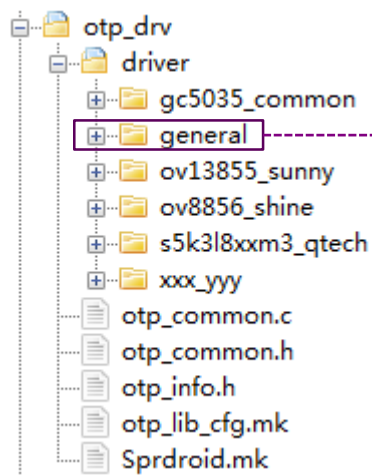 otp_drv
driver
gc5035_common
general
ov13855_sunny
ov8856_shine
s5k3l8xxm3_qtech
xxx_yyy
otp_common.c
otp_common.h
otp_info.h
otp_lib_cfg.mk
Sprdroid.mk